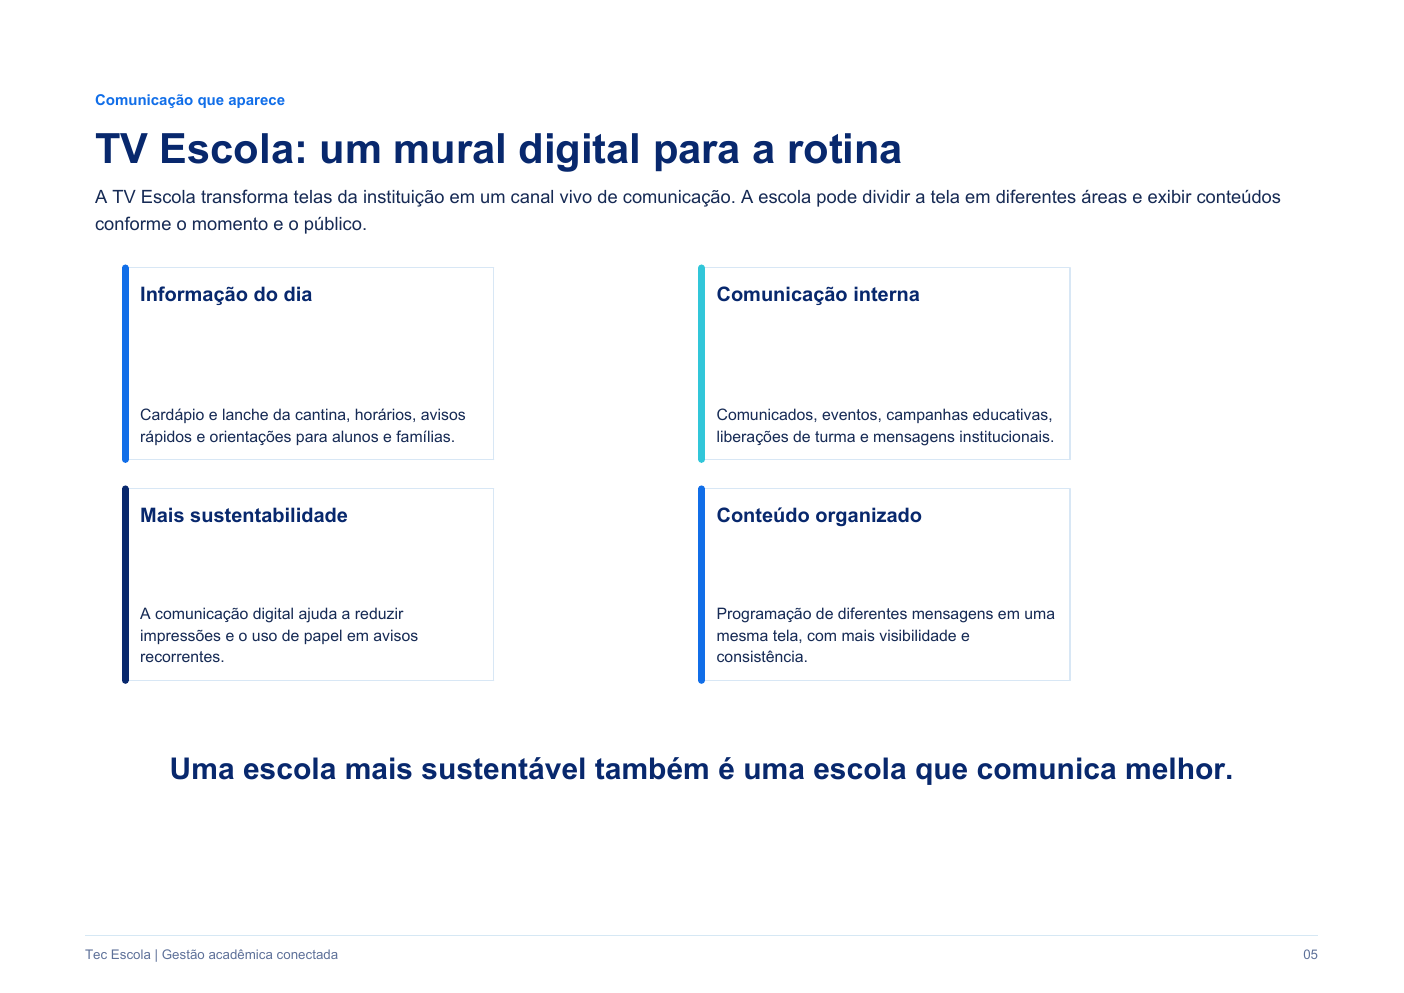 Comunicação que aparece
TV Escola: um mural digital para a rotina
A TV Escola transforma telas da instituição em um canal vivo de comunicação. A escola pode dividir a tela em diferentes áreas e exibir conteúdos
conforme o momento e o público.
Informação do dia
Cardápio e lanche da cantina, horários, avisos
rápidos e orientações para alunos e famílias.
Comunicação interna
Comunicados, eventos, campanhas educativas,
liberações de turma e mensagens institucionais.
Mais sustentabilidade
A comunicação digital ajuda a reduzir
impressões e o uso de papel em avisos
recorrentes.
Conteúdo organizado
Programação de diferentes mensagens em uma
mesma tela, com mais visibilidade e
consistência.
Uma escola mais sustentável também é uma escola que comunica melhor.
Tec Escola | Gestão acadêmica conectada
05